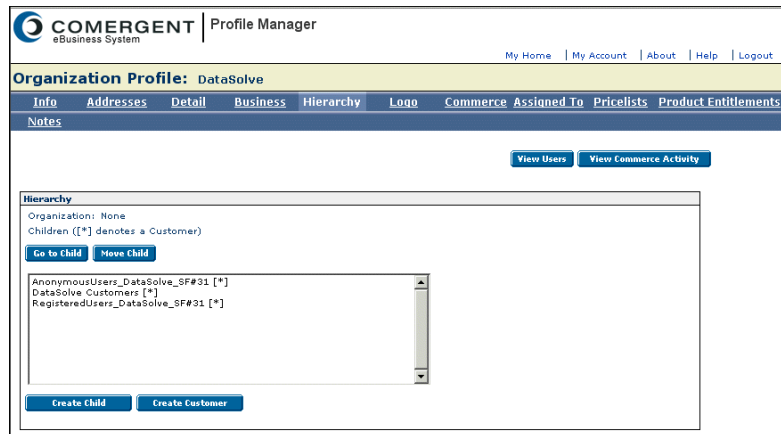 COMERGENT Profile Manager
eBusiness System
My Home | My Account | About | Help | Logout
Organization Profile: DataSolve
Info Addresses Detail Business Hierarchy Logo Commerce Assigned To Pricelists Product Entitlements
Notes
View Users View Commerce Activity
Hierarchy
Organization: None
Children ([*] denotes a Customer)
Go to Child Move Child
AnonymousUsers_DataSolve_SF#31 [*]
DataSolve Customers [*]
RegisteredUsers_DataSolve_SF#31 [*]
Create Child Create Customer